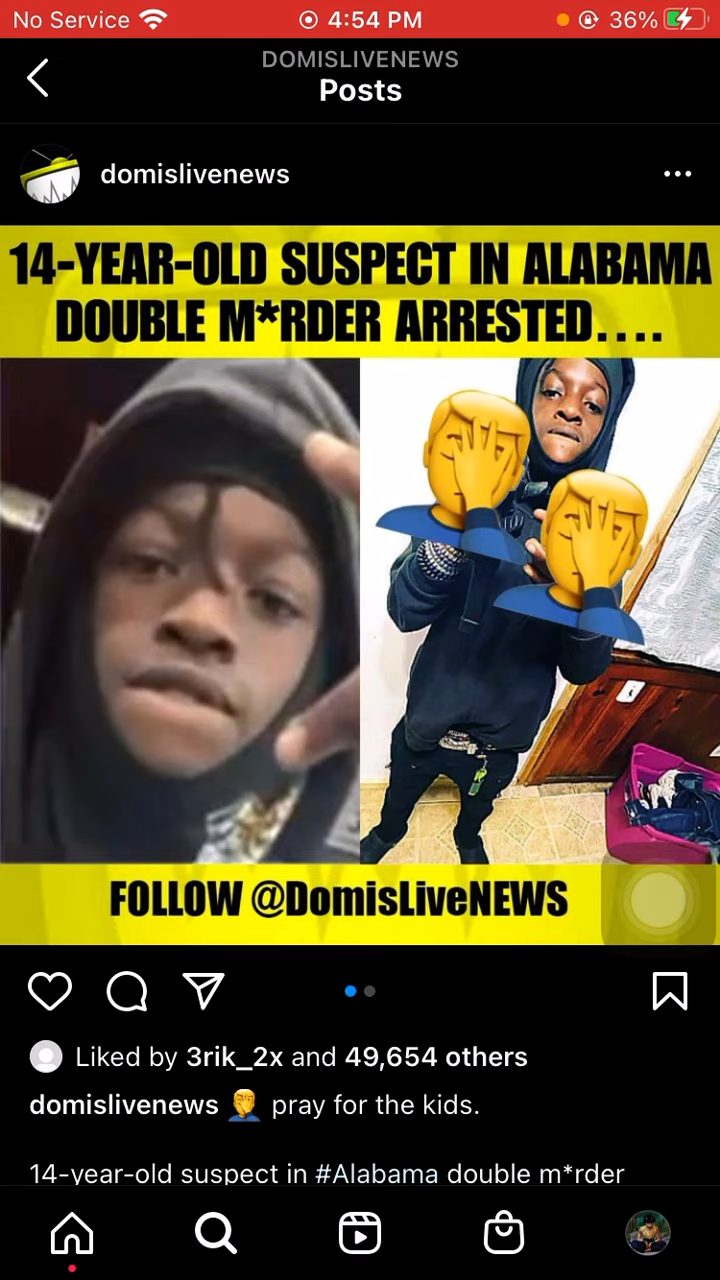 No Service 4:54 PM 36%
DOMISLIVENEWS
Posts
domislivenews
14-YEAR-OLD SUSPECT IN ALABAMA
DOUBLE M*RDER ARRESTED....
FOLLOW @DomisLiveNEWS
Liked by 3rik_2x and 49,654 others
domislivenews 🤦‍♂️ pray for the kids.
14-year-old suspect in #Alabama double m*rder